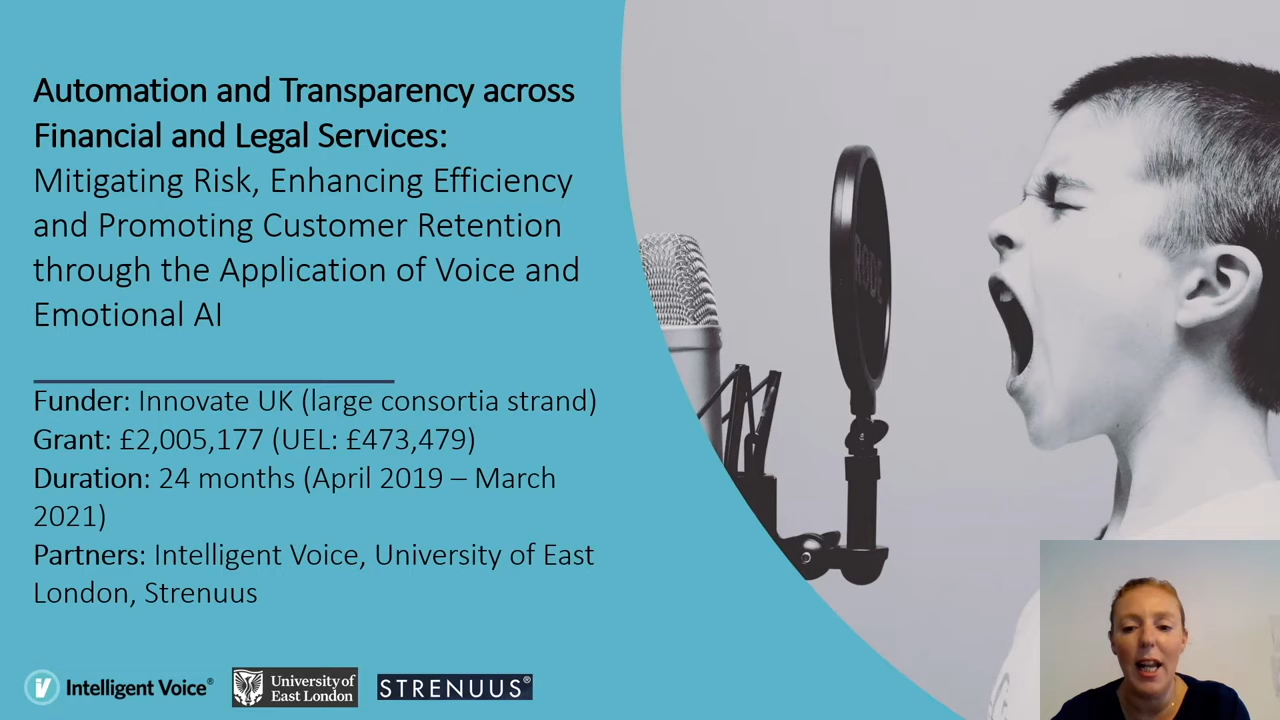 Automation and Transparency across
Financial and Legal Services:
Mitigating Risk, Enhancing Efficiency
and Promoting Customer Retention
through the Application of Voice and
Emotional AI
Funder: Innovate UK (large consortia strand)
Grant: £2,005,177 (UEL: £473,479)
Duration: 24 months (April 2019 – March
2021)
Partners: Intelligent Voice, University of East
London, Strenuus
Intelligent Voice®
University of
East London
STRENUUS®
RODE